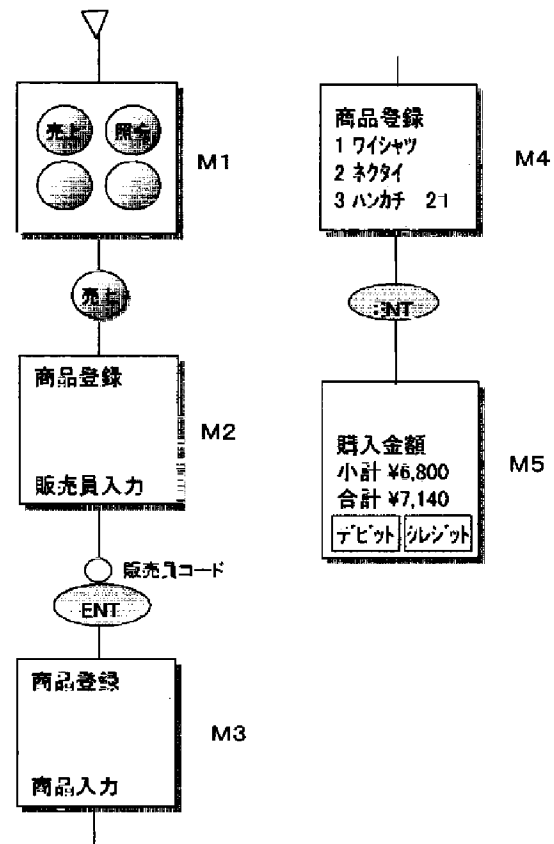 売上 照会
M1
売上
商品登録
販売員入力
M2
販売員コード
ENT
商品登録
商品入力
M3
商品登録
1 ワイシャツ
2 ネクタイ
3 ハンカチ
M4
ENT
購入金額
小計 ¥6,800
合計 ¥7,140
デビット クレジット
M5